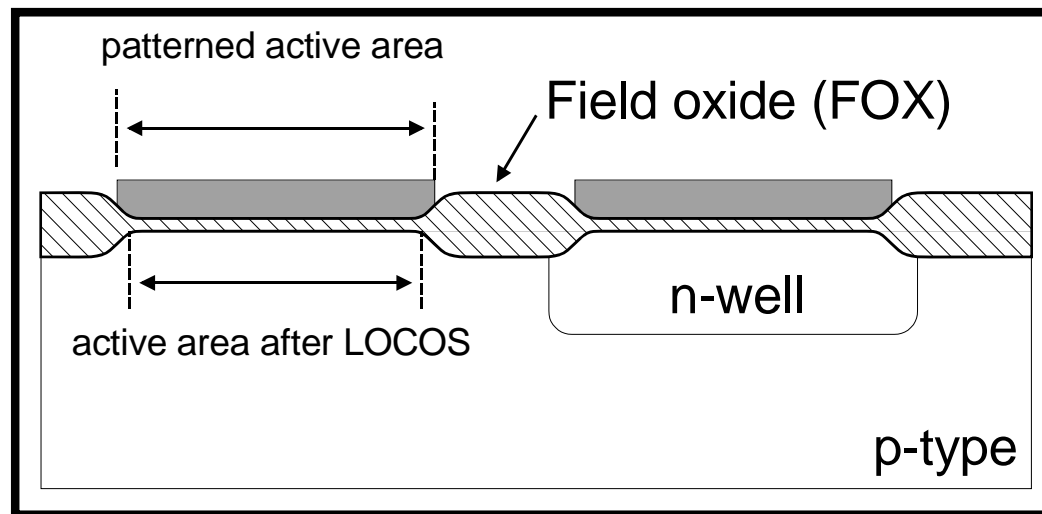 patterned active area
Field oxide (FOX)
n-well
active area after LOCOS
p-type